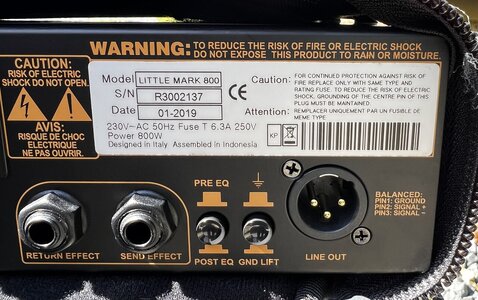 WARNING: TO REDUCE THE RISK OF FIRE OR ELECTRIC SHOCK
DO NOT EXPOSE THIS PRODUCT TO RAIN OR MOISTURE.
CAUTION:
RISK OF ELECTRIC
SHOCK DO NOT OPEN.
AVIS:
RISQUE DE CHOC
ELECTRIQUE
NE PAS OUVRIR
Model LITTLE MARK 800
S/N R3002137
Date 01-2019
230V~AC 50Hz Fuse T 6.3A 250V
Power 800W
Designed in Italy Assembled in Indonesia
CE
Caution:
FOR CONTINUED PROTECTION AGAINST RISK OF
FIRE REPLACE ONLY WITH SAME TYPE AND
RATING FUSE. TO REDUCE THE RISK OF ELECTRIC
SHOCK, GROUNDING OF THE CENTER PIN OF THIS
PLUG MUST BE MAINTAINED.
Attention:
REMPLACER UNIQUEMENT PAR UN FUSIBLE DE
MEME TYPE
KP
RETURN EFFECT
SEND EFFECT
PRE EQ
POST EQ
GND LIFT
LINE OUT
BALANCED:
PIN1: GROUND
PIN2: SIGNAL +
PIN3: SIGNAL -